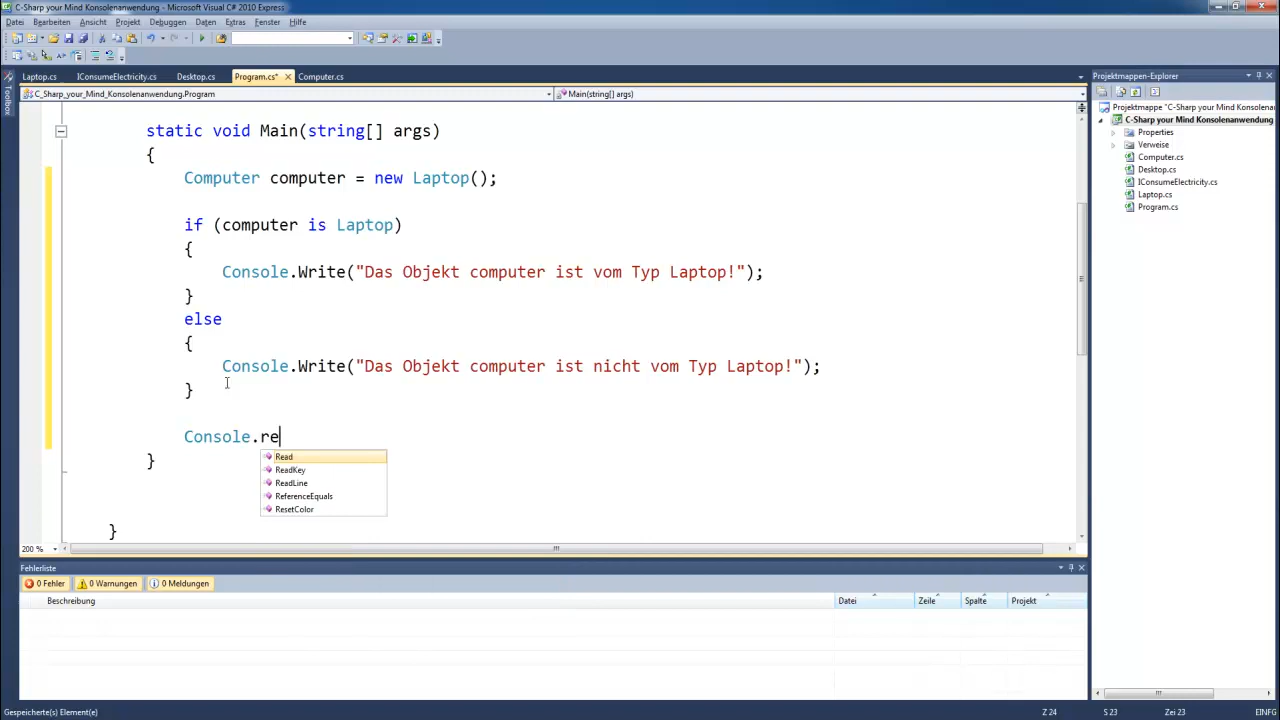 C-Sharp your Mind Konsolenanwendung - Microsoft Visual C# 2010 Express
Datei Bearbeiten Ansicht Projekt Debuggen Daten Extras Fenster Hilfe
Toolbox
Laptop.cs IConsumeElectricity.cs Desktop.cs Program.cs* Computer.cs
C_Sharp_your_Mind_Konsolenanwendung.Program
Main(string[] args)
static void Main(string[] args)
{
Computer computer = new Laptop();
if (computer is Laptop)
{
Console.Write("Das Objekt computer ist vom Typ Laptop!");
}
else
{
Console.Write("Das Objekt computer ist nicht vom Typ Laptop!");
}
Console.re
Read
ReadKey
ReadLine
ReferenceEquals
ResetColor
}
}
200 %
Projektmappen-Explorer
Projektmappe "C-Sharp your Mind Konsolenan
C-Sharp your Mind Konsolenanwendung
Properties
Verweise
Computer.cs
Desktop.cs
IConsumeElectricity.cs
Laptop.cs
Program.cs
Fehlerliste
0 Fehler 0 Warnungen 0 Meldungen
Beschreibung Datei Zeile Spalte Projekt
Gespeicherte(s) Element(e) Z 24 S 23 Zei 23 EINFG